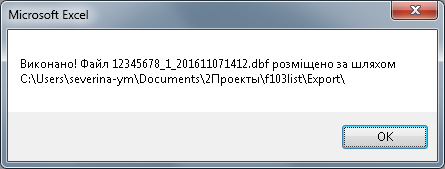 Microsoft Excel
Виконано! Файл 12345678_1_201611071412.dbf розміщено за шляхом
C:\Users\severina-ym\Documents\2Проекты\f103list\Export\
OK